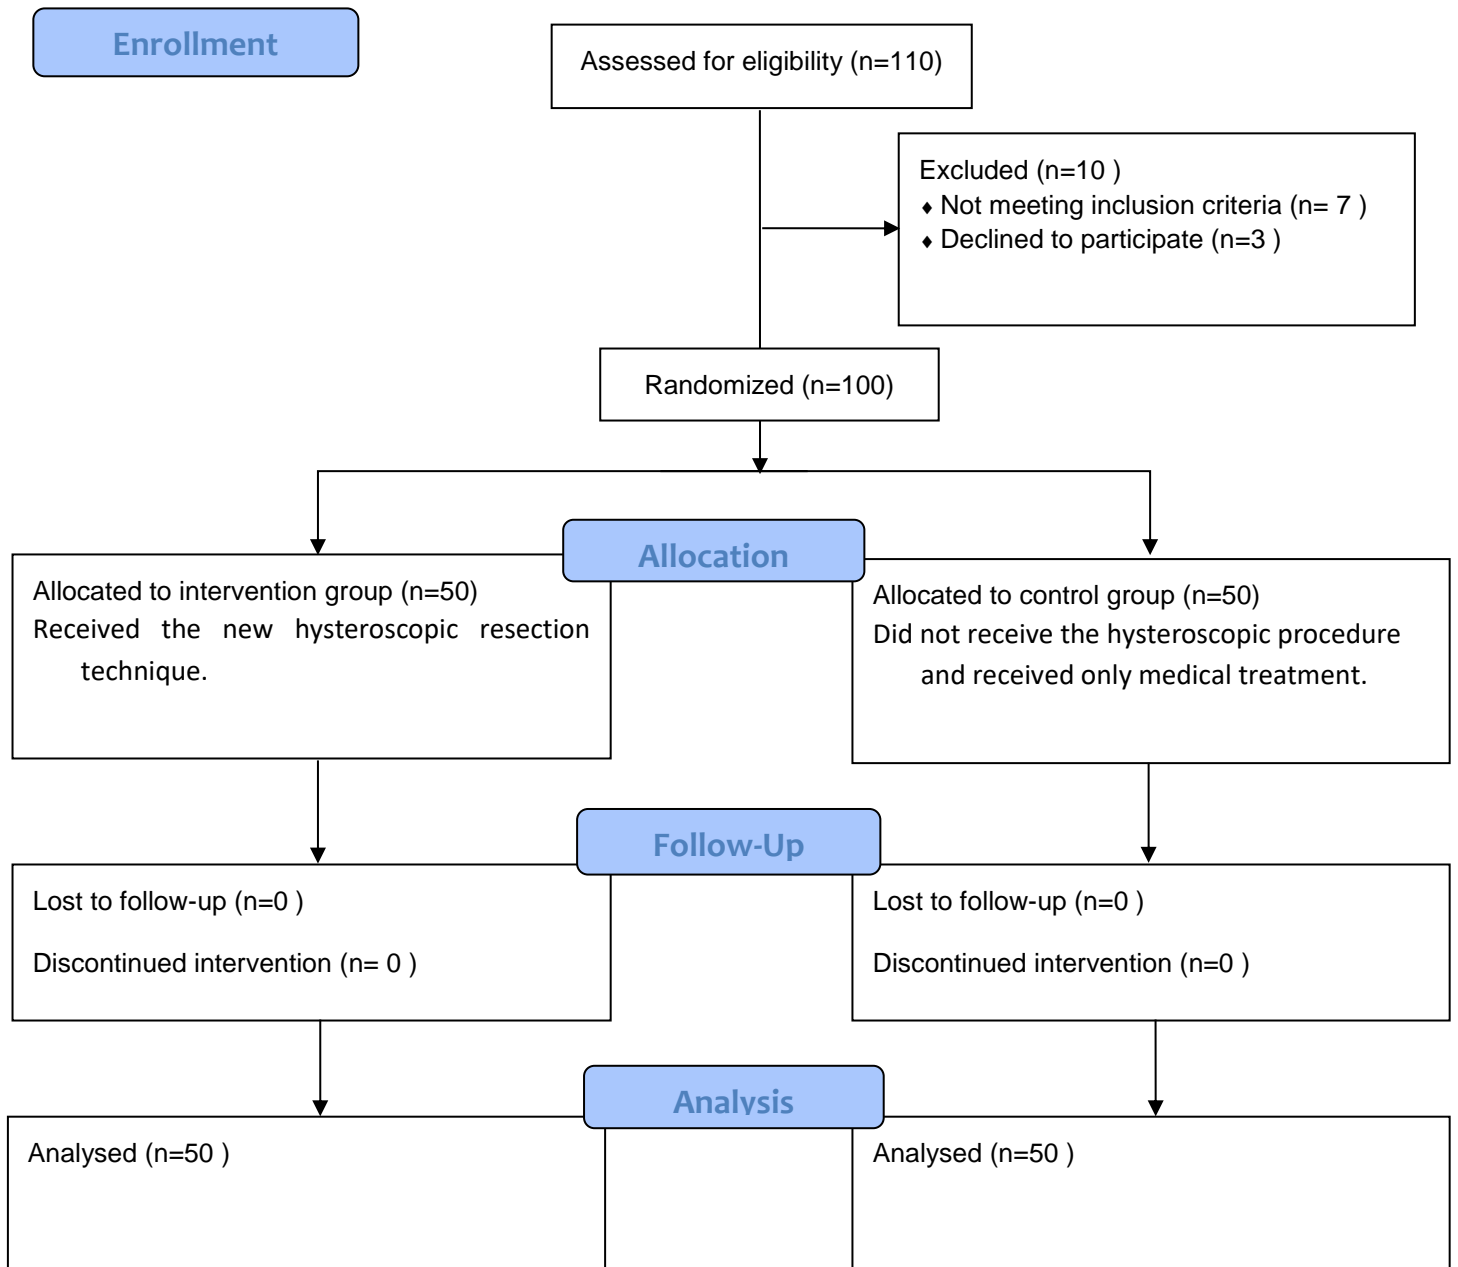 Enrollment
Assessed for eligibility (n=110)
Excluded (n=10 )
♦ Not meeting inclusion criteria (n= 7 )
♦ Declined to participate (n=3 )
Randomized (n=100)
Allocation
Allocated to intervention group (n=50)
Received the new hysteroscopic resection
technique.
Allocated to control group (n=50)
Did not receive the hysteroscopic procedure
and received only medical treatment.
Follow-Up
Lost to follow-up (n=0 )
Discontinued intervention (n= 0 )
Lost to follow-up (n=0 )
Discontinued intervention (n=0 )
Analysis
Analysed (n=50 )
Analysed (n=50 )